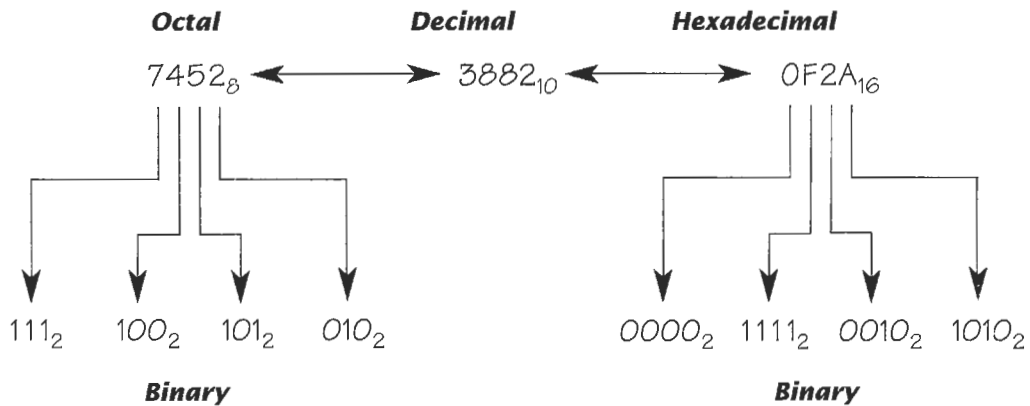 Octal Decimal Hexadecimal
7452₈ 3882₁₀ 0F2A₁₆
111₂ 100₂ 101₂ 010₂ 0000₂ 1111₂ 0010₂ 1010₂
Binary Binary